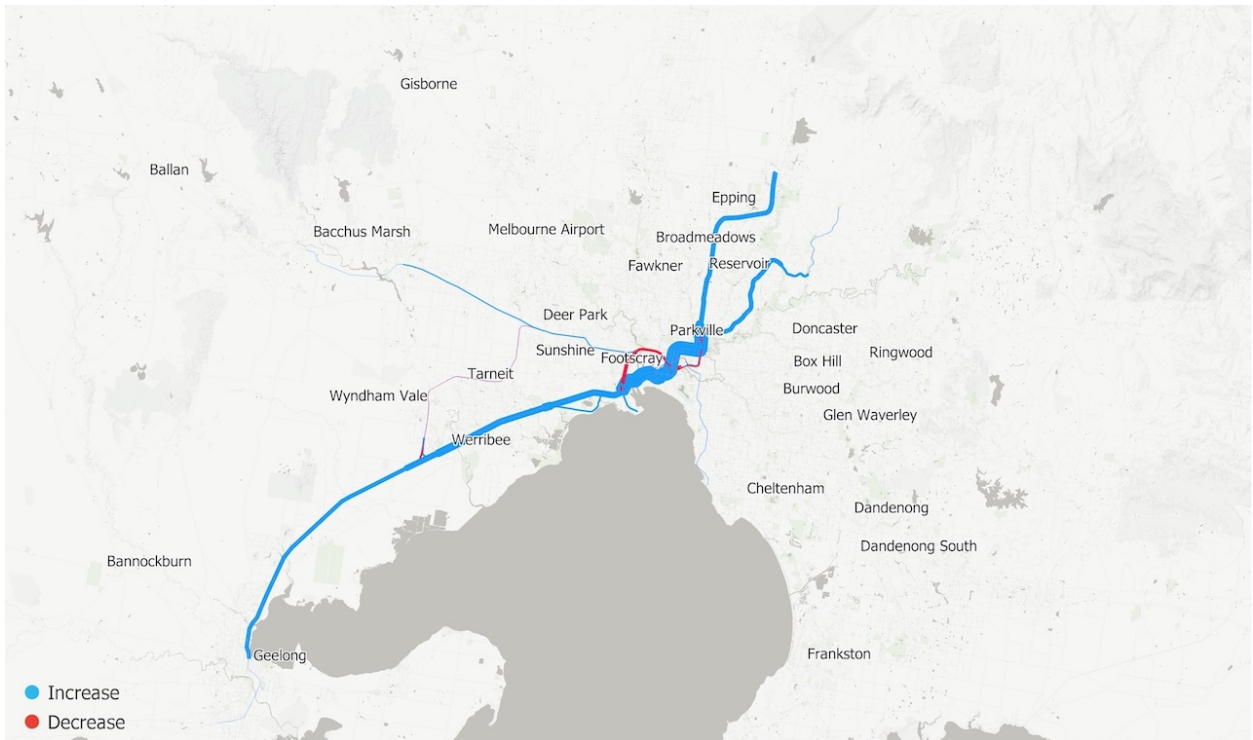 Gisborne
Ballan
Epping
Bacchus Marsh
Melbourne Airport
Broadmeadows
Fawkner
Reservoir
Deer Park
Parkville
Doncaster
Sunshine
Footscray
Box Hill
Ringwood
Tarneit
Burwood
Wyndham Vale
Glen Waverley
Werribee
Cheltenham
Dandenong
Dandenong South
Bannockburn
Geelong
Frankston
Increase
Decrease